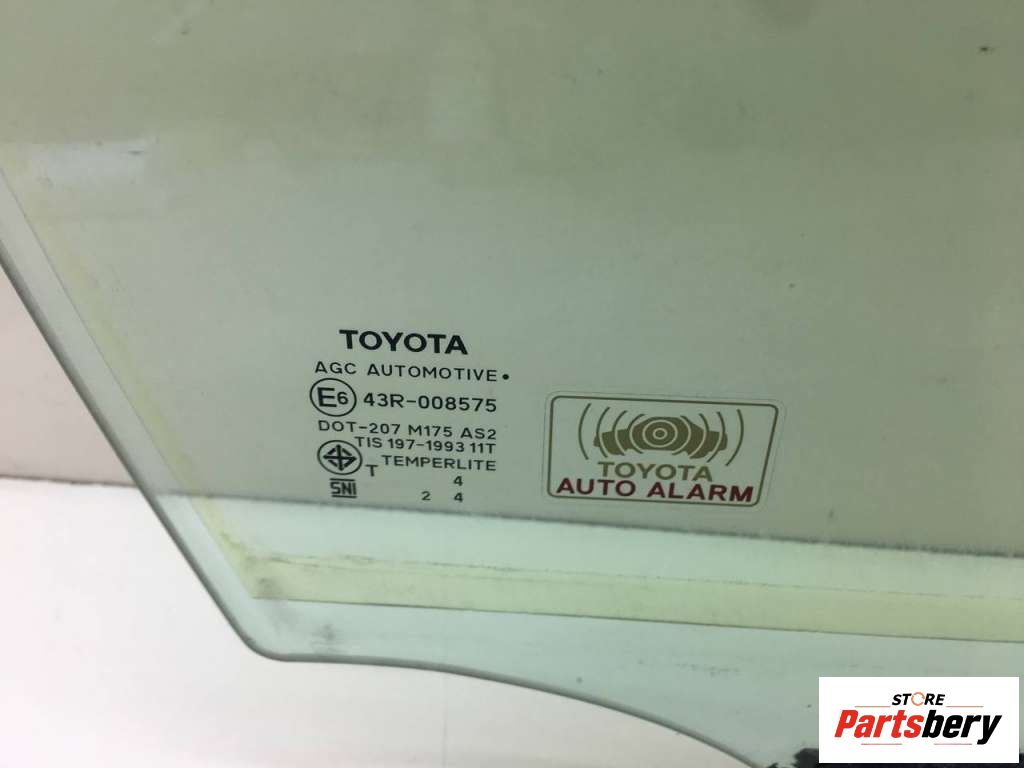 TOYOTA
AGC AUTOMOTIVE•
E6 43R-008575
DOT-207 M175 AS2
TIS 197-1993 11T
T TEMPERLITE
4
SNI 2 4
TOYOTA
AUTO ALARM
STORE
Partsbery